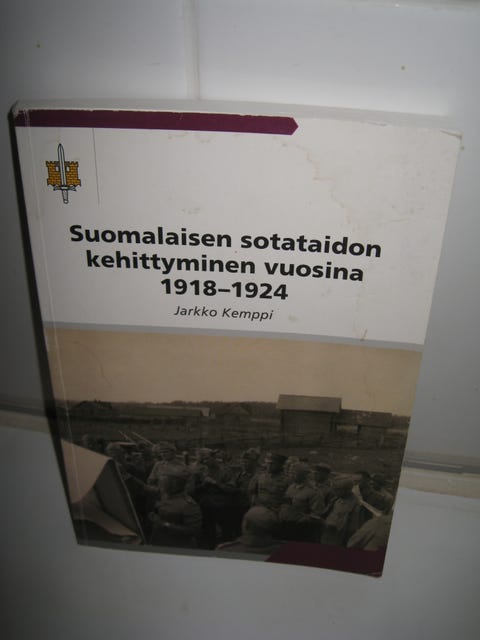 Suomalaisen sotataidon
kehittyminen vuosina
1918–1924
Jarkko Kemppi